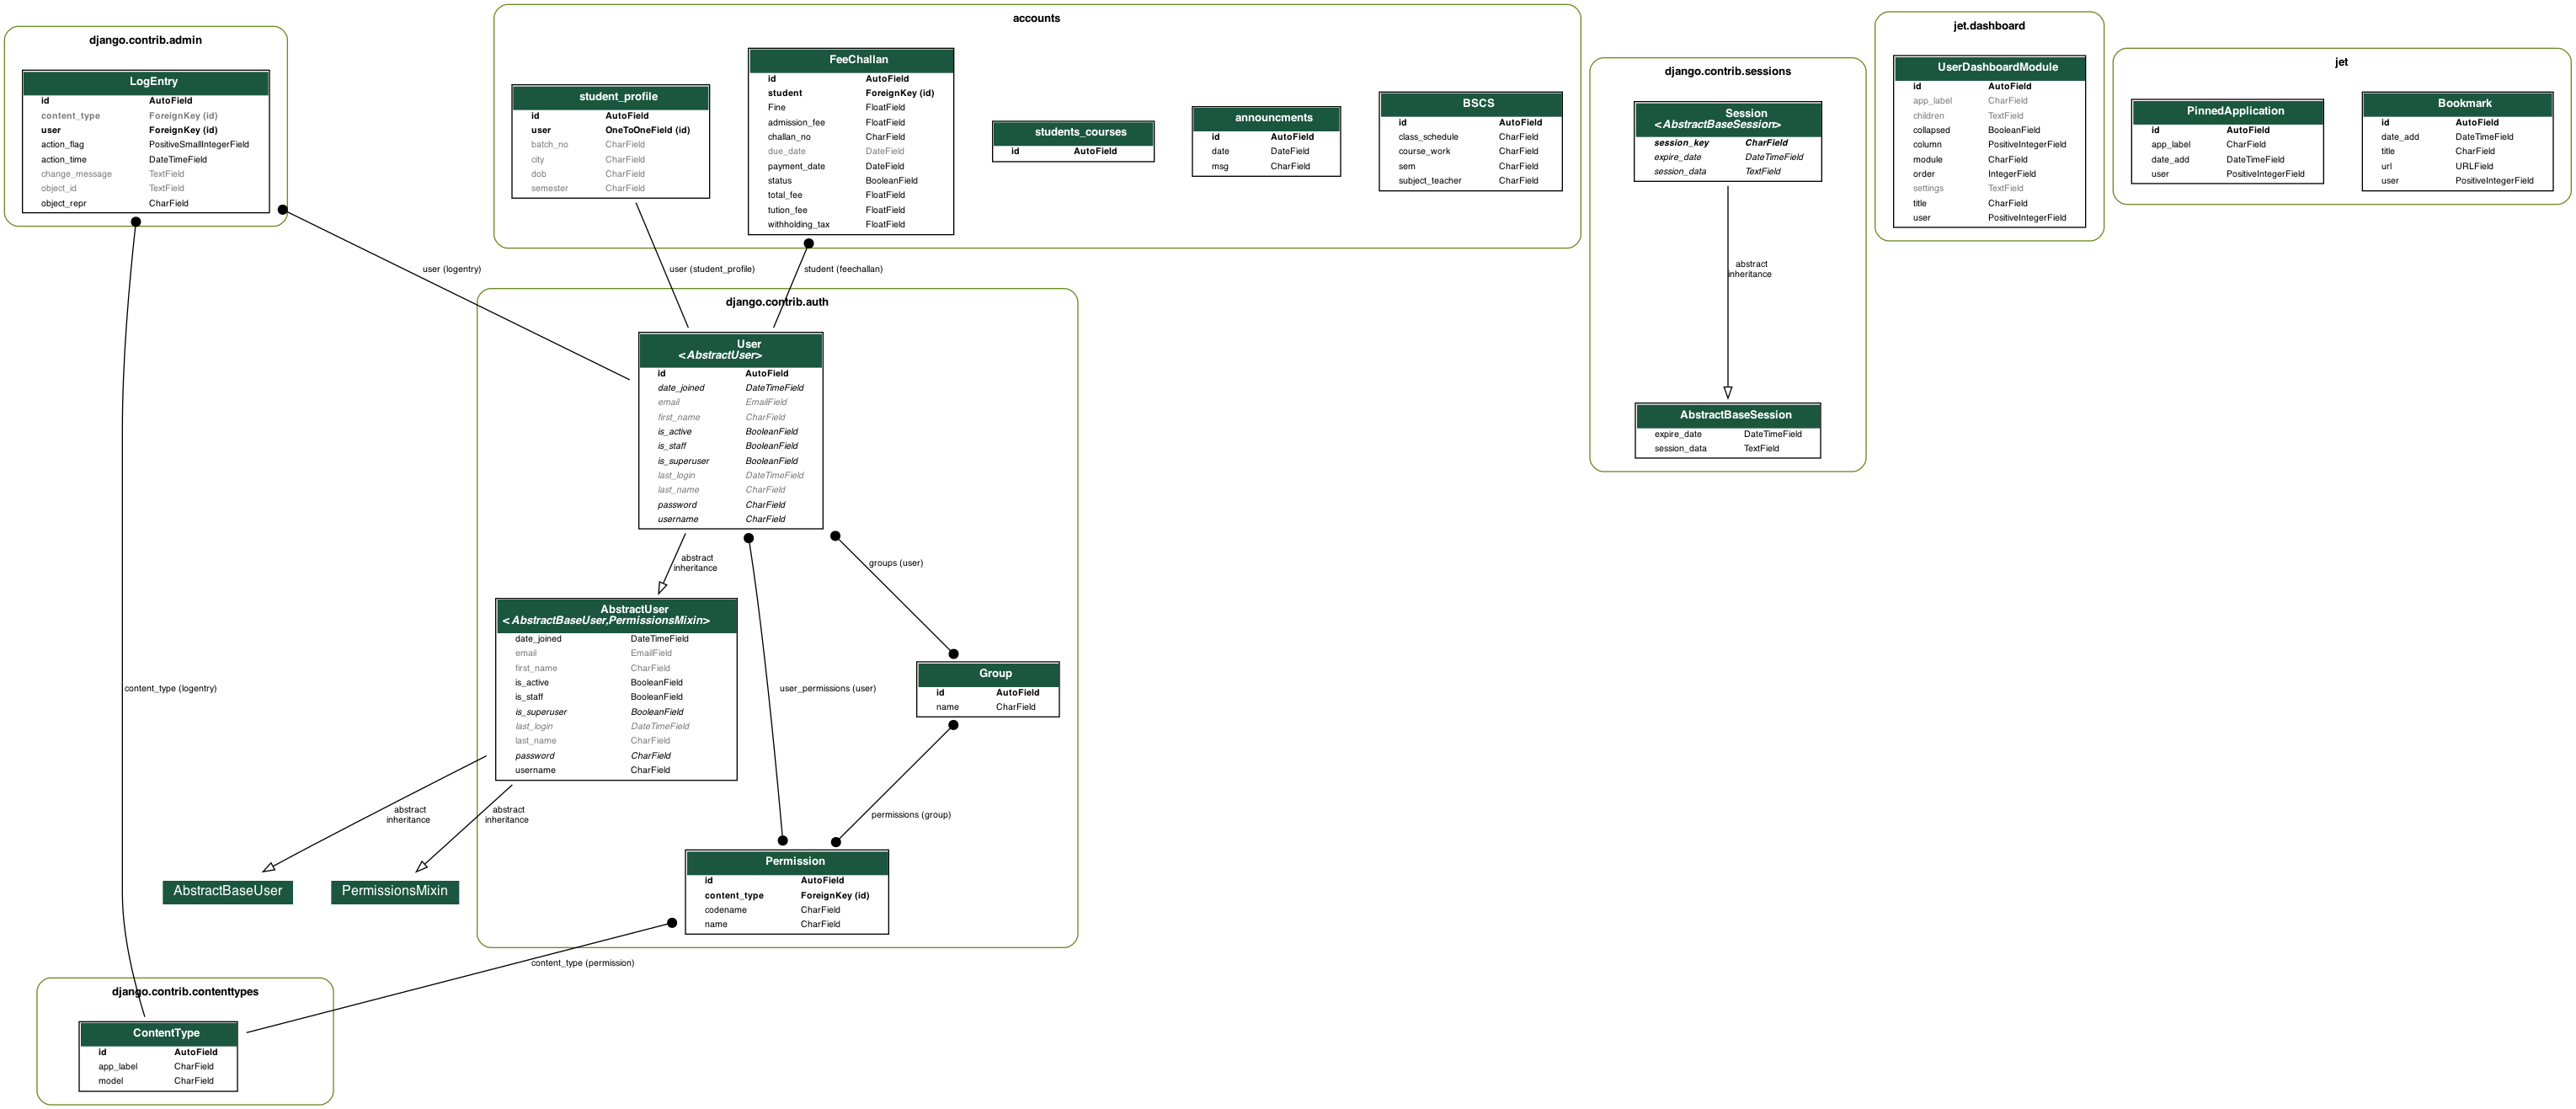 django.contrib.admin
LogEntry
id AutoField
content_type ForeignKey (id)
user ForeignKey (id)
action_flag PositiveSmallIntegerField
action_time DateTimeField
change_message TextField
object_id TextField
object_repr CharField
accounts
student_profile
id AutoField
user OneToOneField (id)
batch_no CharField
city CharField
dob CharField
semester CharField
FeeChallan
id AutoField
student ForeignKey (id)
Fine FloatField
admission_fee FloatField
challan_no CharField
due_date DateField
payment_date DateField
status BooleanField
total_fee FloatField
tution_fee FloatField
withholding_tax FloatField
students_courses
id AutoField
announcments
id AutoField
date DateField
msg CharField
BSCS
id AutoField
class_schedule CharField
course_work CharField
sem CharField
subject_teacher CharField
django.contrib.sessions
Session
<AbstractBaseSession>
session_key CharField
expire_date DateTimeField
session_data TextField
abstract
inheritance
AbstractBaseSession
expire_date DateTimeField
session_data TextField
jet.dashboard
UserDashboardModule
id AutoField
app_label CharField
children TextField
collapsed BooleanField
column PositiveIntegerField
module CharField
order IntegerField
settings TextField
title CharField
user PositiveIntegerField
jet
PinnedApplication
id AutoField
app_label CharField
date_add DateTimeField
user PositiveIntegerField
Bookmark
id AutoField
date_add DateTimeField
title CharField
url URLField
user PositiveIntegerField
user (logentry)
user (student_profile)
student (feechallan)
django.contrib.auth
User
<AbstractUser>
id AutoField
date_joined DateTimeField
email EmailField
first_name CharField
is_active BooleanField
is_staff BooleanField
is_superuser BooleanField
last_login DateTimeField
last_name CharField
password CharField
username CharField
abstract
inheritance
groups (user)
AbstractUser
<AbstractBaseUser,PermissionsMixin>
date_joined DateTimeField
email EmailField
first_name CharField
is_active BooleanField
is_staff BooleanField
is_superuser BooleanField
last_login DateTimeField
last_name CharField
password CharField
username CharField
Group
id AutoField
name CharField
content_type (logentry)
user_permissions (user)
abstract
inheritance
abstract
inheritance
permissions (group)
AbstractBaseUser
PermissionsMixin
Permission
id AutoField
content_type ForeignKey (id)
codename CharField
name CharField
content_type (permission)
django.contrib.contenttypes
ContentType
id AutoField
app_label CharField
model CharField